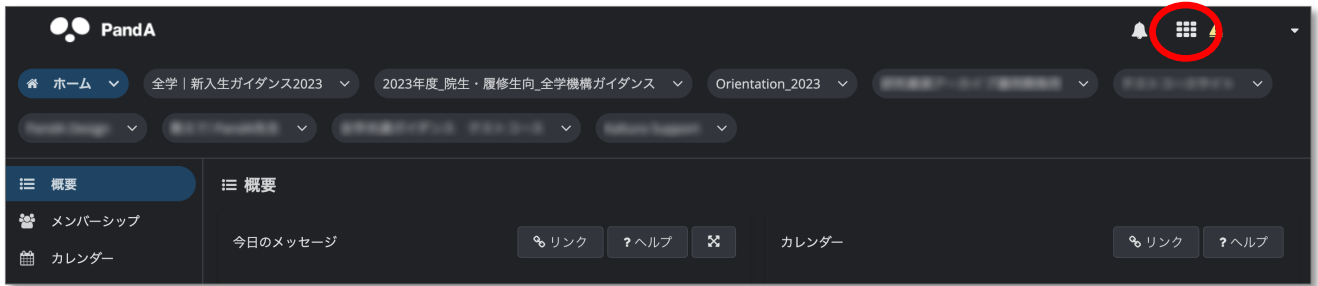 PandA
ホーム 全学｜新入生ガイダンス2023 2023年度_院生・履修生向_全学機構ガイダンス Orientation_2023
概要 概要
メンバーシップ
今日のメッセージ リンク ?ヘルプ カレンダー リンク ?ヘルプ
カレンダー